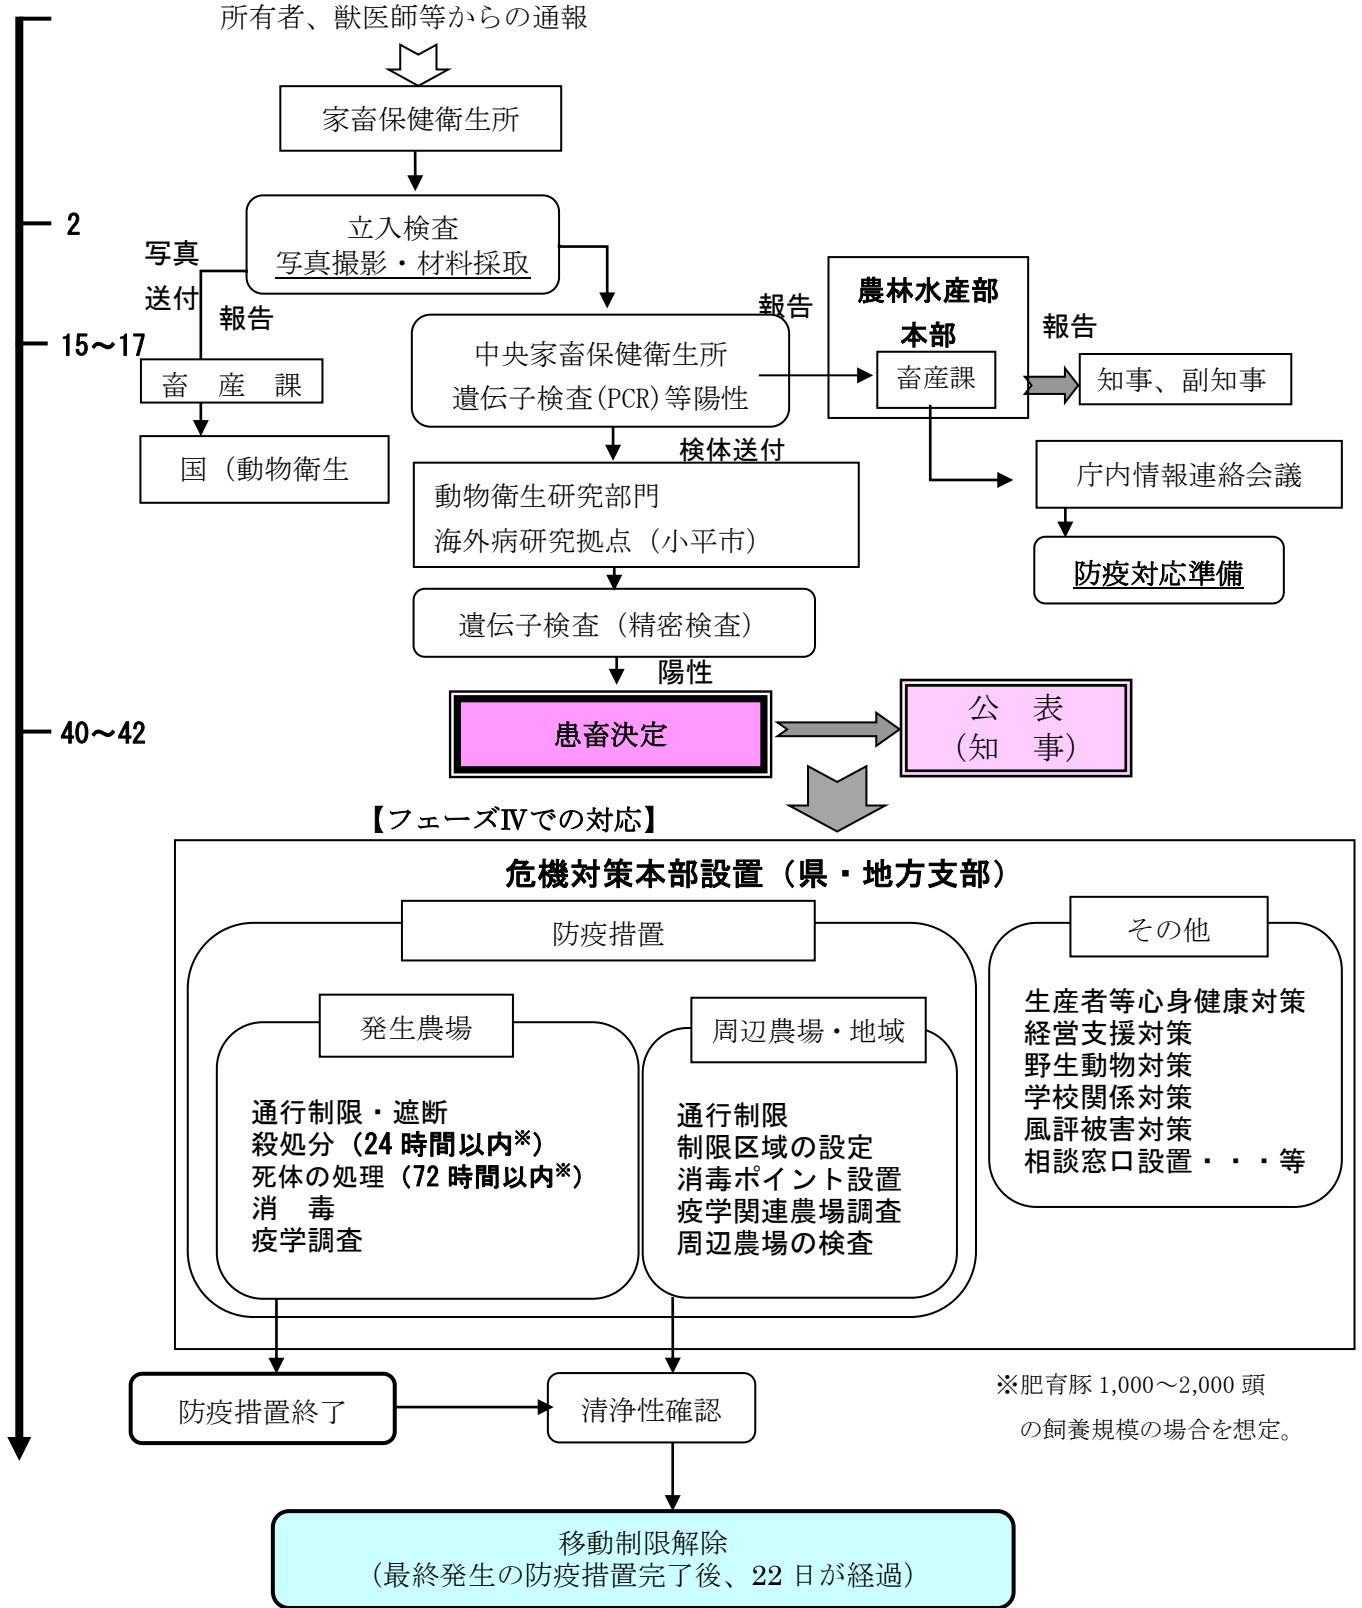 所有者、獣医師等からの通報
家畜保健衛生所
2
立入検査
写真撮影・材料採取
写真
送付
報告
15～17
畜　産　課
国（動物衛生
中央家畜保健衛生所
遺伝子検査(PCR)等陽性
報告
農林水産部
本部
畜産課
報告
知事、副知事
庁内情報連絡会議
防疫対応準備
検体送付
動物衛生研究部門
海外病研究拠点（小平市）
遺伝子検査（精密検査）
陽性
40～42
患畜決定
公　表
（知　事）
【フェーズⅣでの対応】
危機対策本部設置（県・地方支部）
防疫措置
発生農場
通行制限・遮断
殺処分（24 時間以内※）
死体の処理（72 時間以内※）
消　毒
疫学調査
周辺農場・地域
通行制限
制限区域の設定
消毒ポイント設置
疫学関連農場調査
周辺農場の検査
その他
生産者等心身健康対策
経営支援対策
野生動物対策
学校関係対策
風評被害対策
相談窓口設置・・・等
防疫措置終了
清浄性確認
※肥育豚 1,000～2,000 頭
の飼養規模の場合を想定。
移動制限解除
（最終発生の防疫措置完了後、22 日が経過）